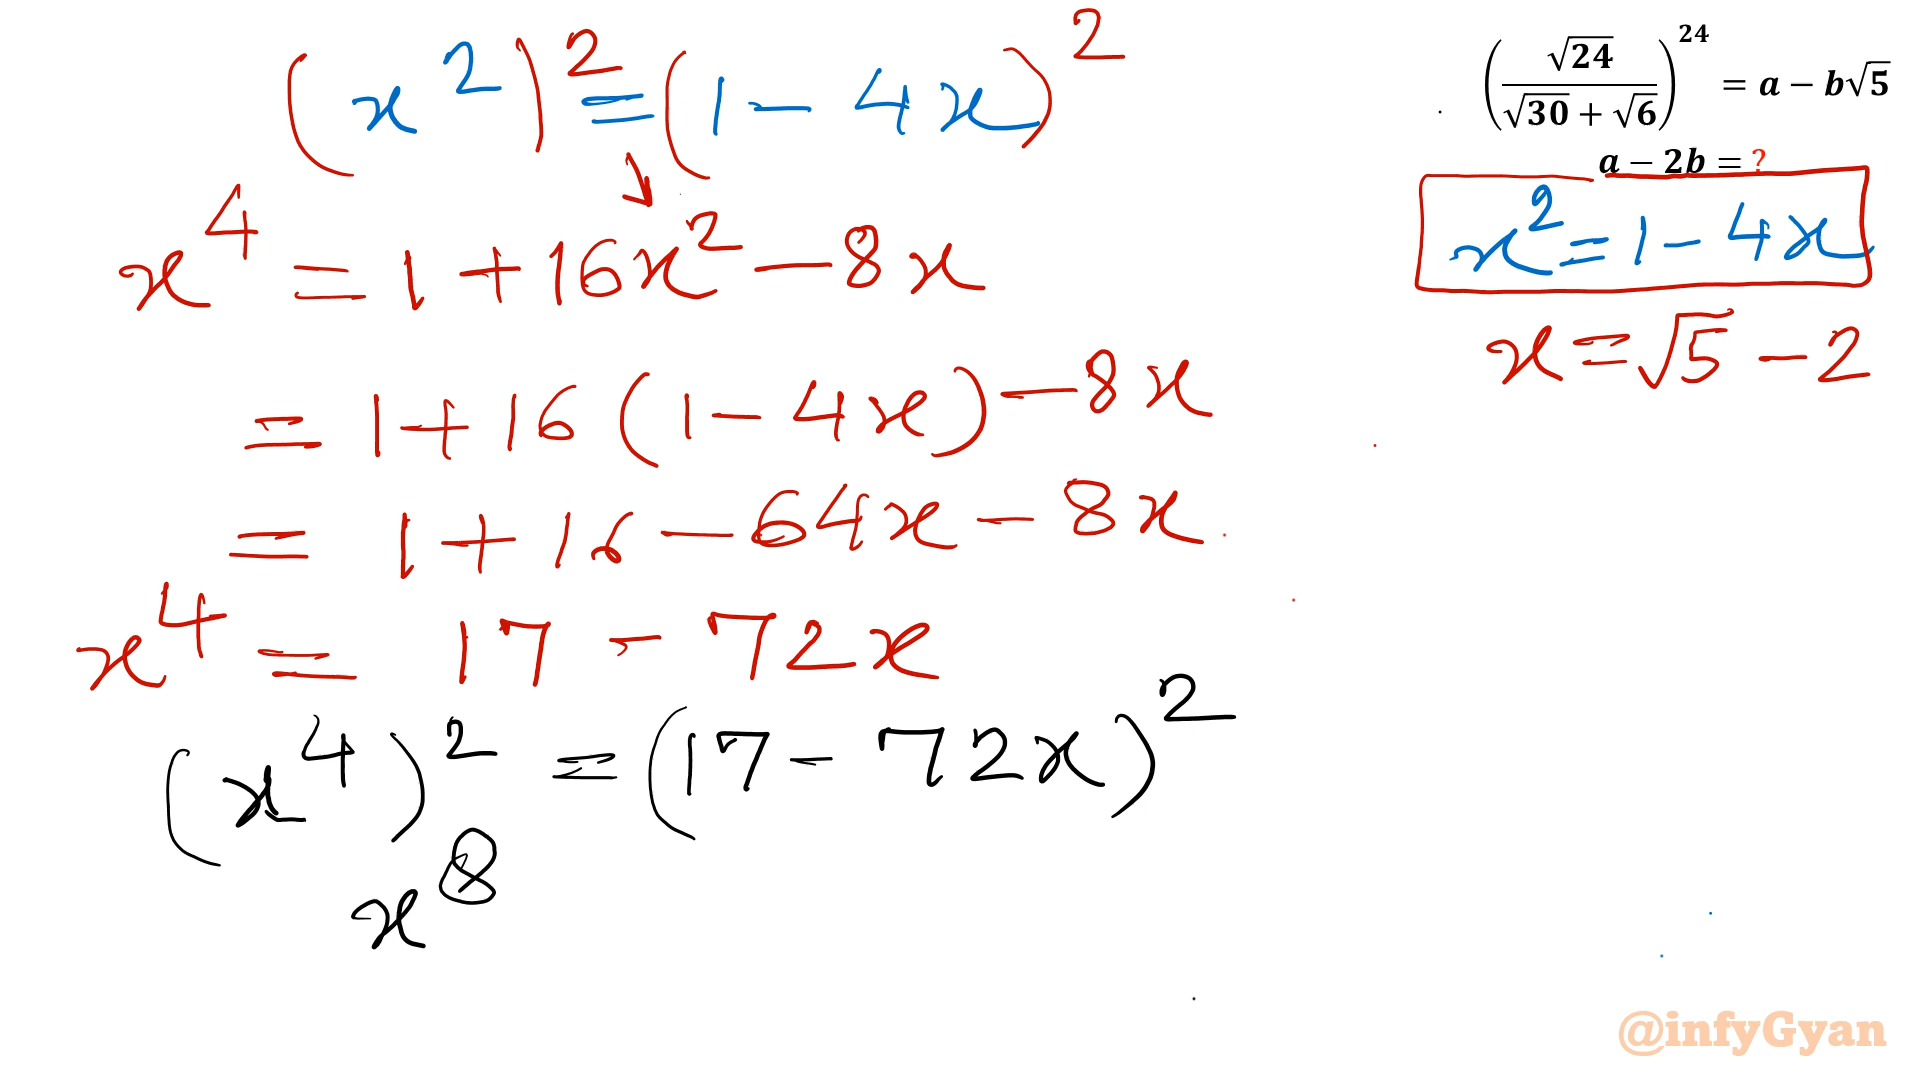 (x²)² = (1 - 4x)²
x⁴ = 1 + 16x² - 8x
= 1 + 16(1 - 4x) - 8x
= 1 + 16 - 64x - 8x
x⁴ = 17 - 72x
(x⁴)² = (17 - 72x)²
x⁸
(√24 / (√30 + √6))²⁴ = a - b√5
a - 2b = ?
x² = 1 - 4x
x = √5 - 2
@infyGyan